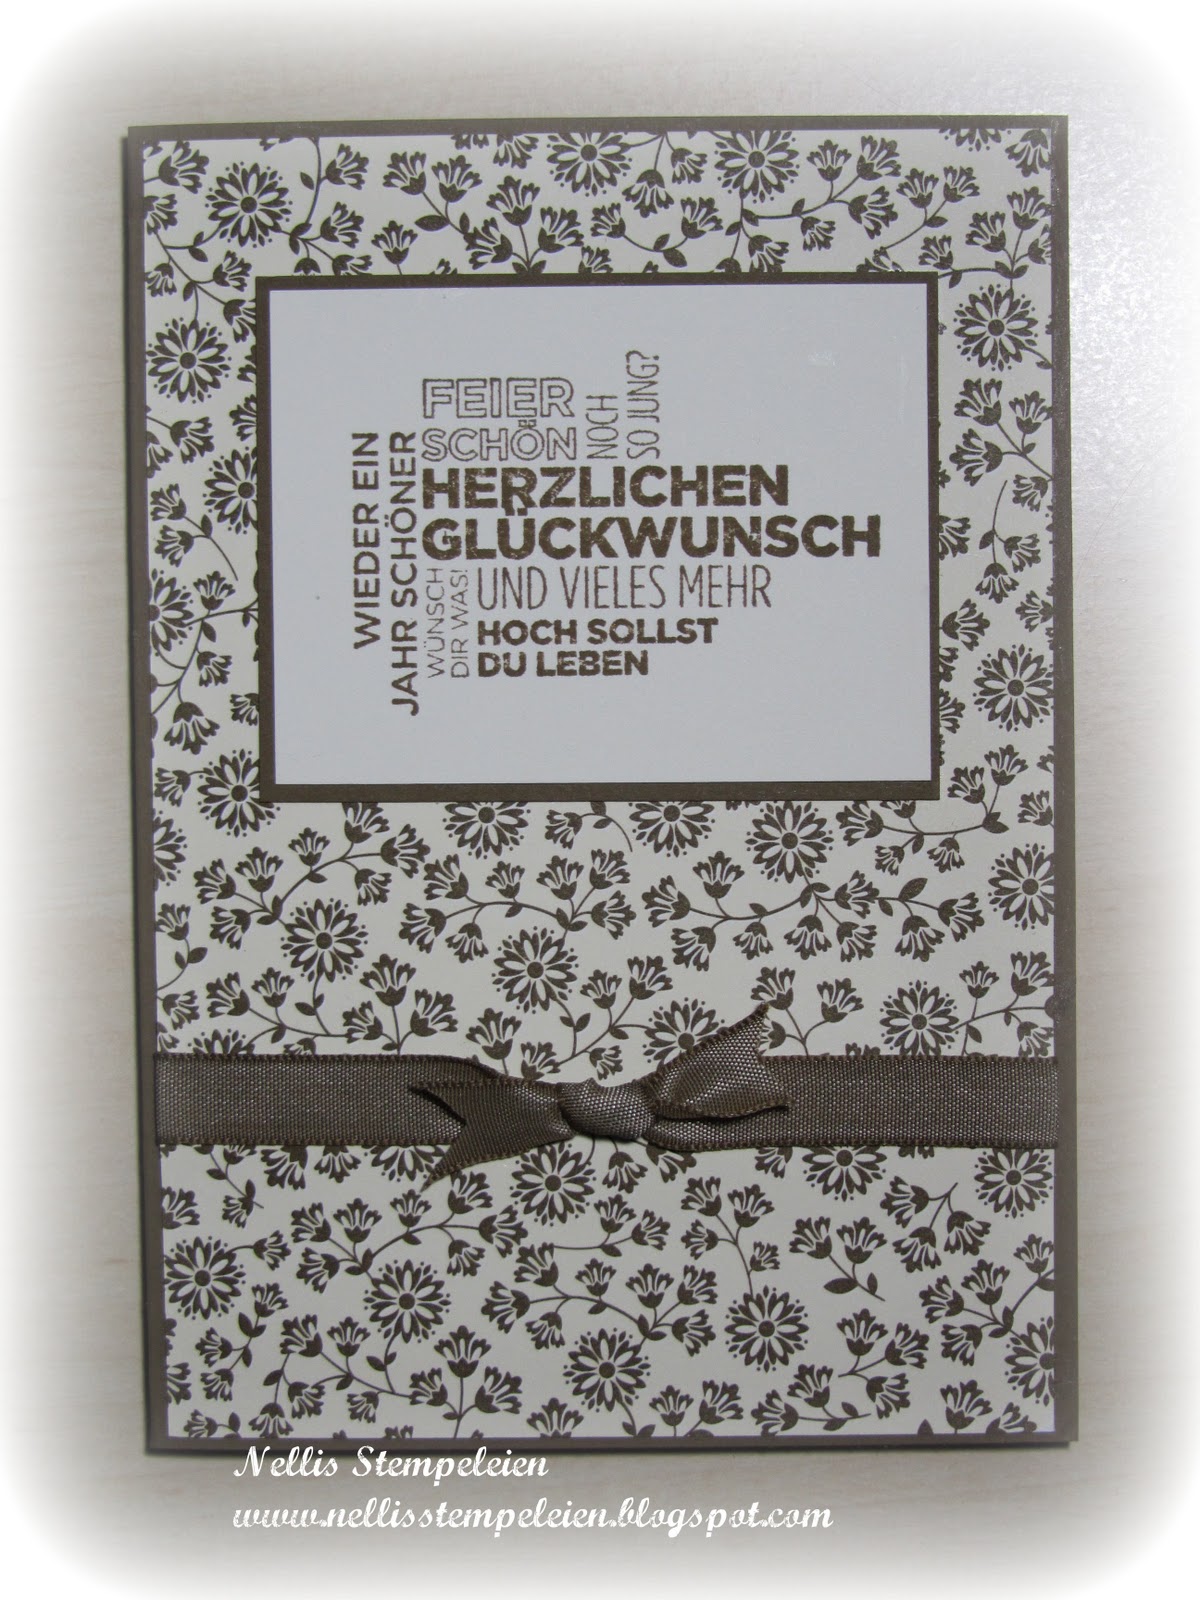 FEIER
SCHÖN
NOCH
SO JUNG?
WIEDER EIN
JAHR SCHÖNER
HERZLICHEN
GLÜCKWUNSCH
WÜNSCH
DIR WAS!
UND VIELES MEHR
HOCH SOLLST
DU LEBEN
Nellis Stempeleien
www.nellisstempeleien.blogspot.com